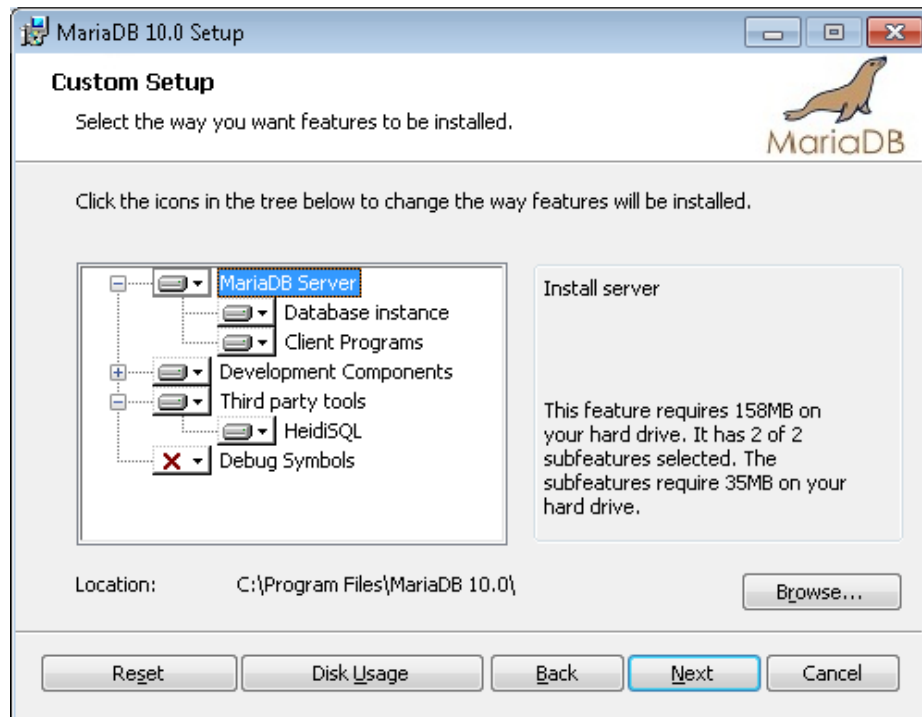 MariaDB 10.0 Setup
Custom Setup
Select the way you want features to be installed.
MariaDB
Click the icons in the tree below to change the way features will be installed.
MariaDB Server
Database instance
Client Programs
Development Components
Third party tools
HeidiSQL
Debug Symbols
Install server
This feature requires 158MB on
your hard drive. It has 2 of 2
subfeatures selected. The
subfeatures require 35MB on your
hard drive.
Location: C:\Program Files\MariaDB 10.0\
Browse...
Reset Disk Usage Back Next Cancel